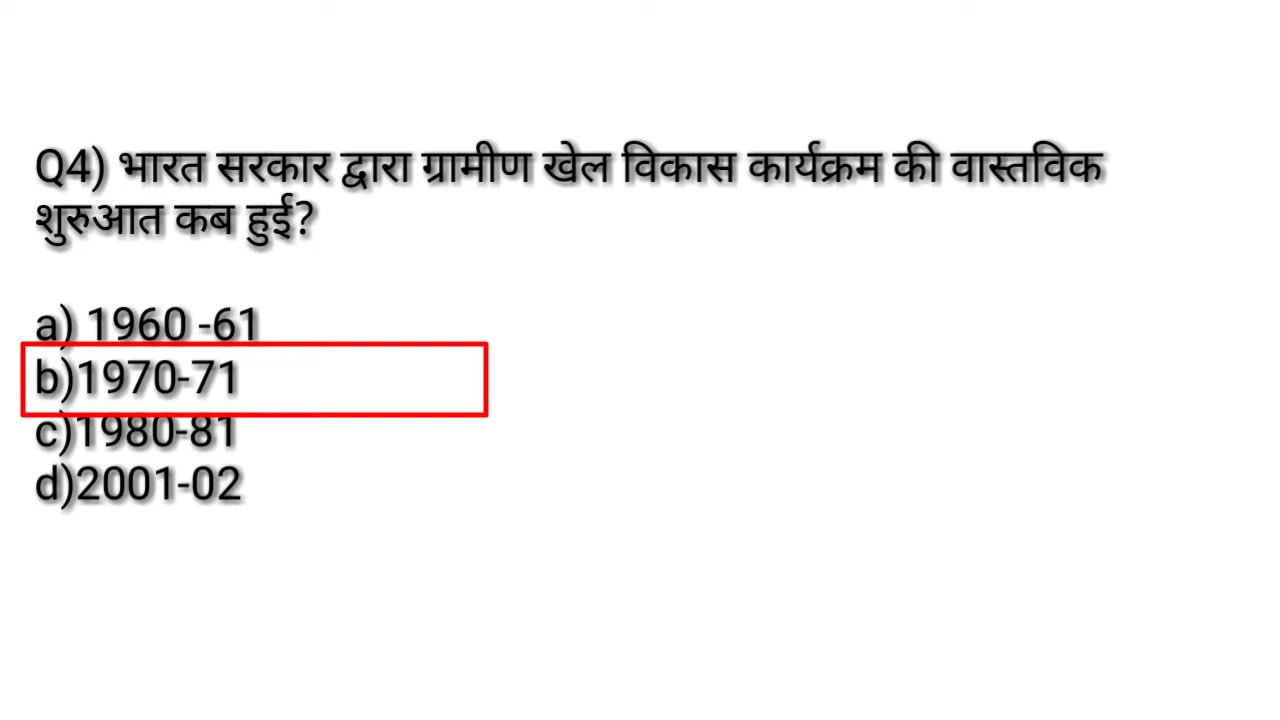 Q4) भारत सरकार द्वारा ग्रामीण खेल विकास कार्यक्रम की वास्तविक
शुरुआत कब हुई?
a) 1960 -61
b)1970-71
c)1980-81
d)2001-02